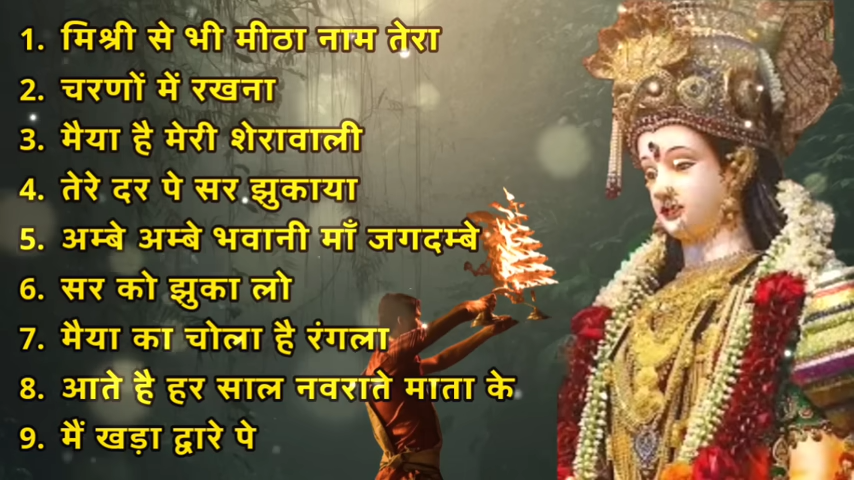 1. मिश्री से भी मीठा नाम तेरा
2. चरणों में रखना
3. मैया है मेरी शेरावाली
4. तेरे दर पे सर झुकाया
5. अम्बे अम्बे भवानी माँ जगदम्बे
6. सर को झुका लो
7. मैया का चोला है रंगला
8. आते है हर साल नवराते माता के
9. मैं खड़ा द्वारे पे